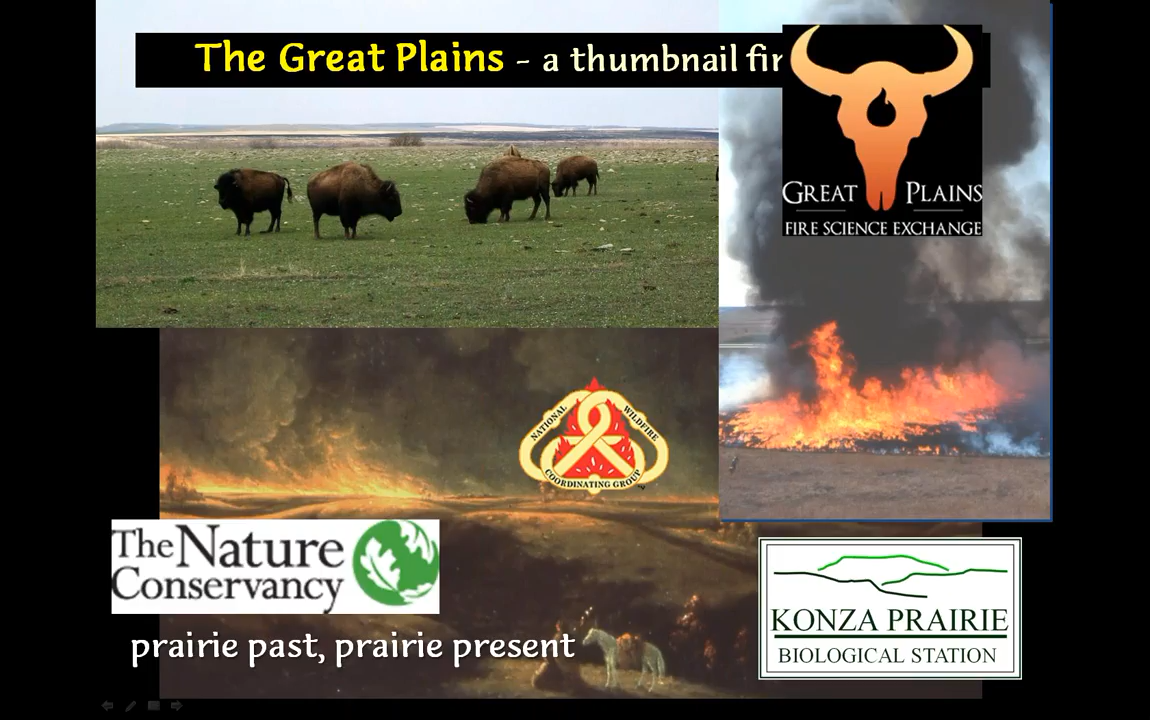 The Great Plains - a thumbnail fir
GREAT PLAINS
FIRE SCIENCE EXCHANGE
NATIONAL WILDFIRE
COORDINATING GROUP
The Nature
Conservancy
KONZA PRAIRIE
BIOLOGICAL STATION
prairie past, prairie present